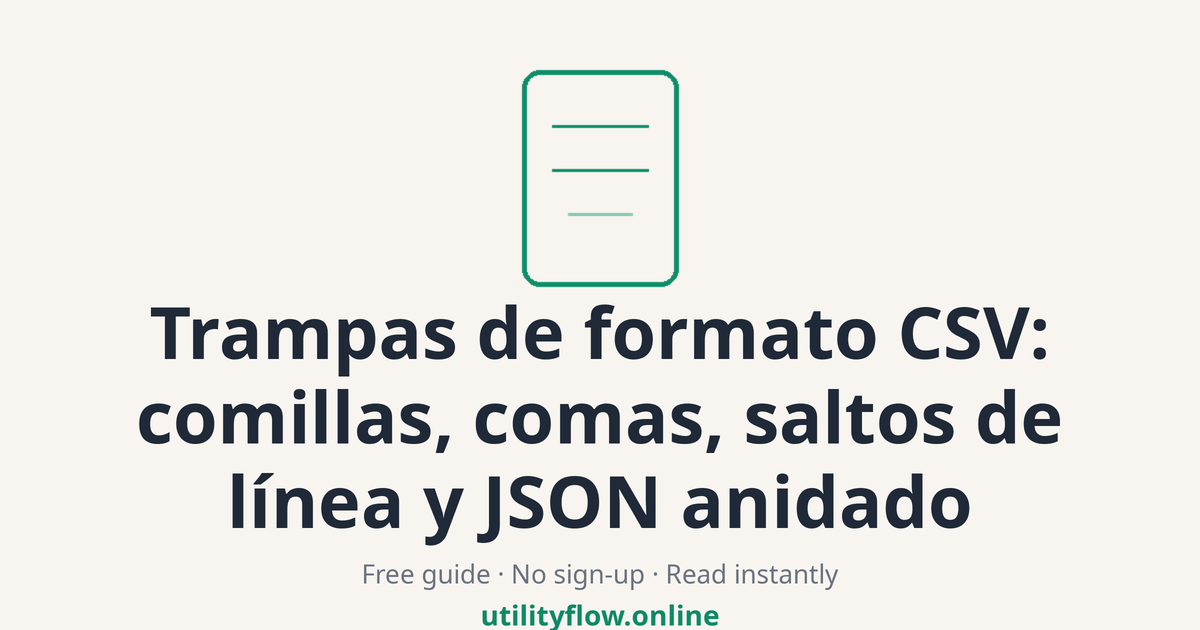 Trampas de formato CSV:
comillas, comas, saltos de
línea y JSON anidado
Free guide · No sign-up · Read instantly
utilityflow.online